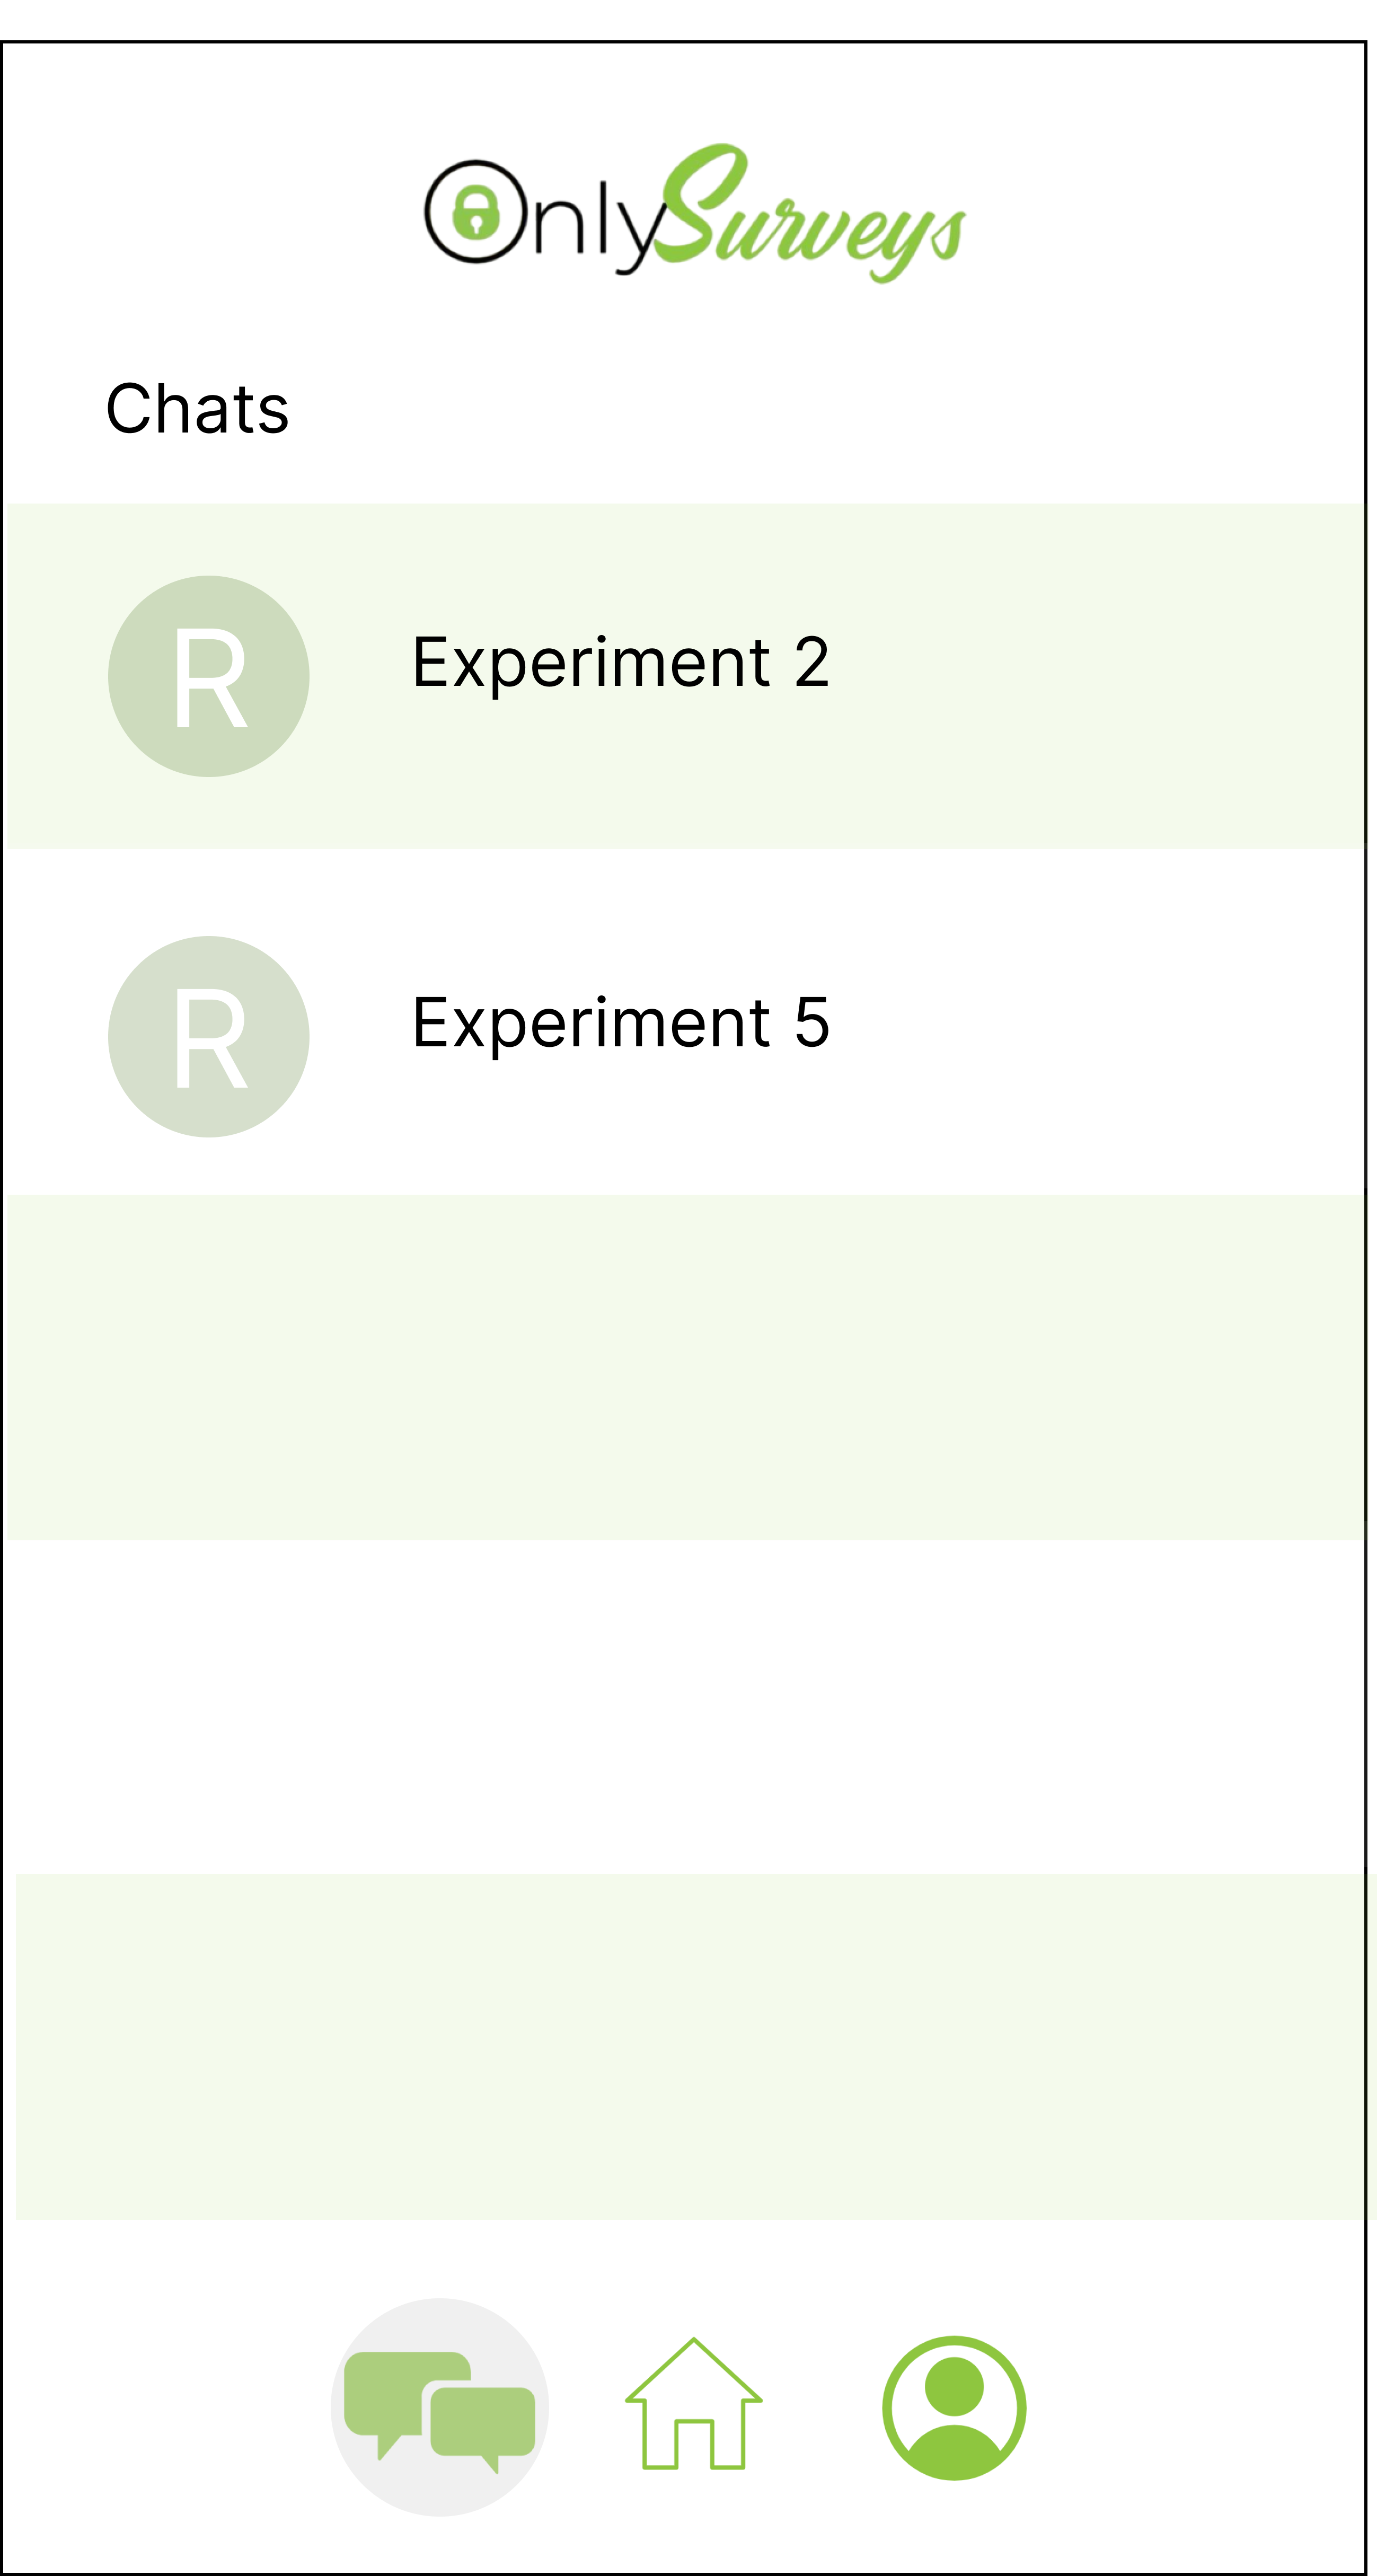 OnlySurveys
Chats
R
Experiment 2
R
Experiment 5